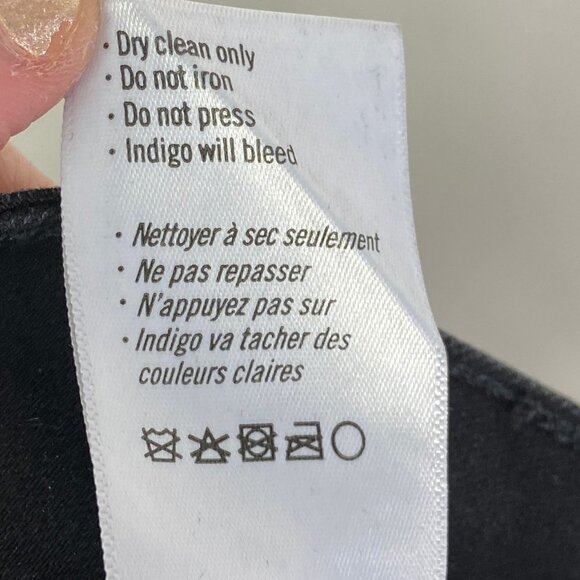 · Dry clean only
· Do not iron
· Do not press
· Indigo will bleed
· Nettoyer à sec seulement
· Ne pas repasser
· N'appuyez pas sur
· Indigo va tacher des
couleurs claires